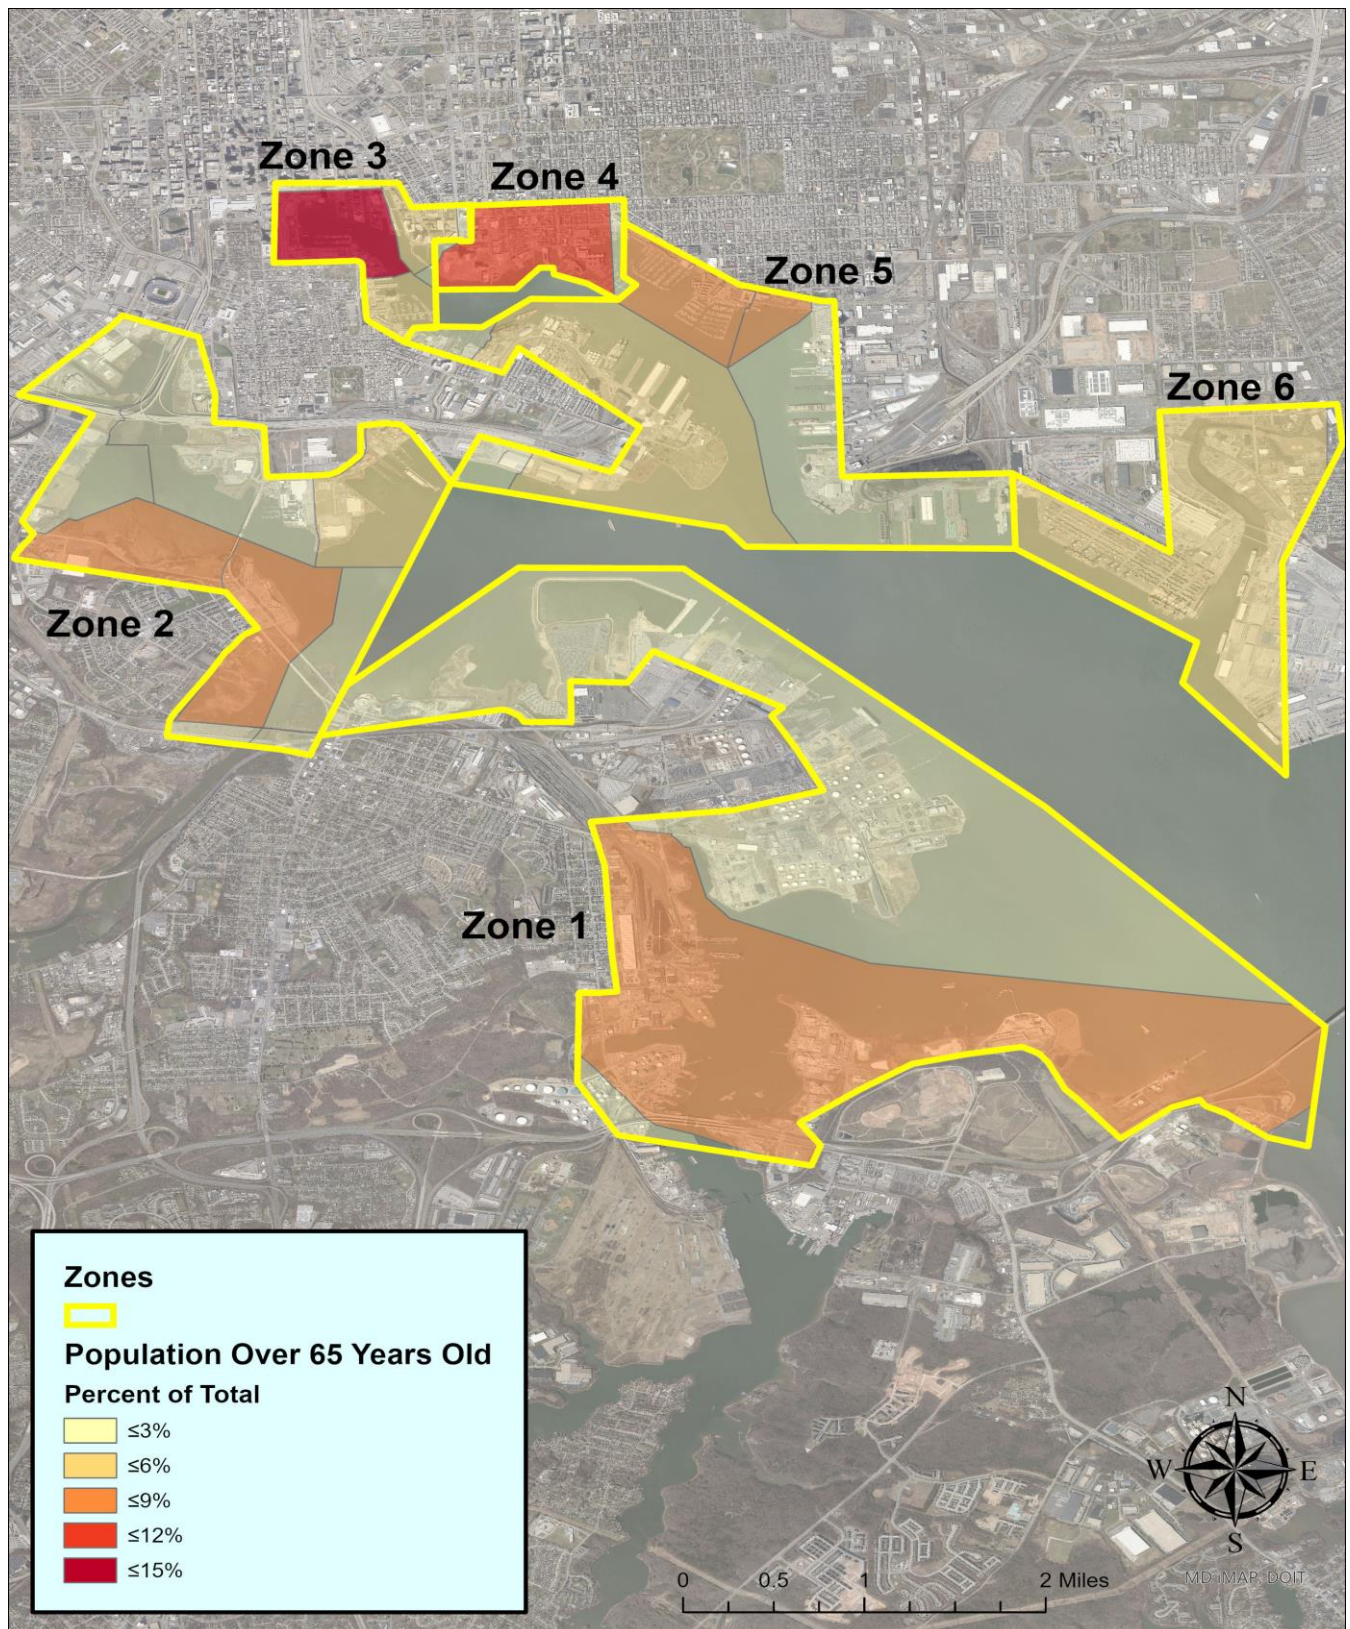 Zone 3
Zone 4
Zone 5
Zone 6
Zone 2
Zone 1
Zones
Population Over 65 Years Old
Percent of Total
≤3%
≤6%
≤9%
≤12%
≤15%
N
W E
S
0 0.5 1 2 Miles
MD iMAP, DOIT